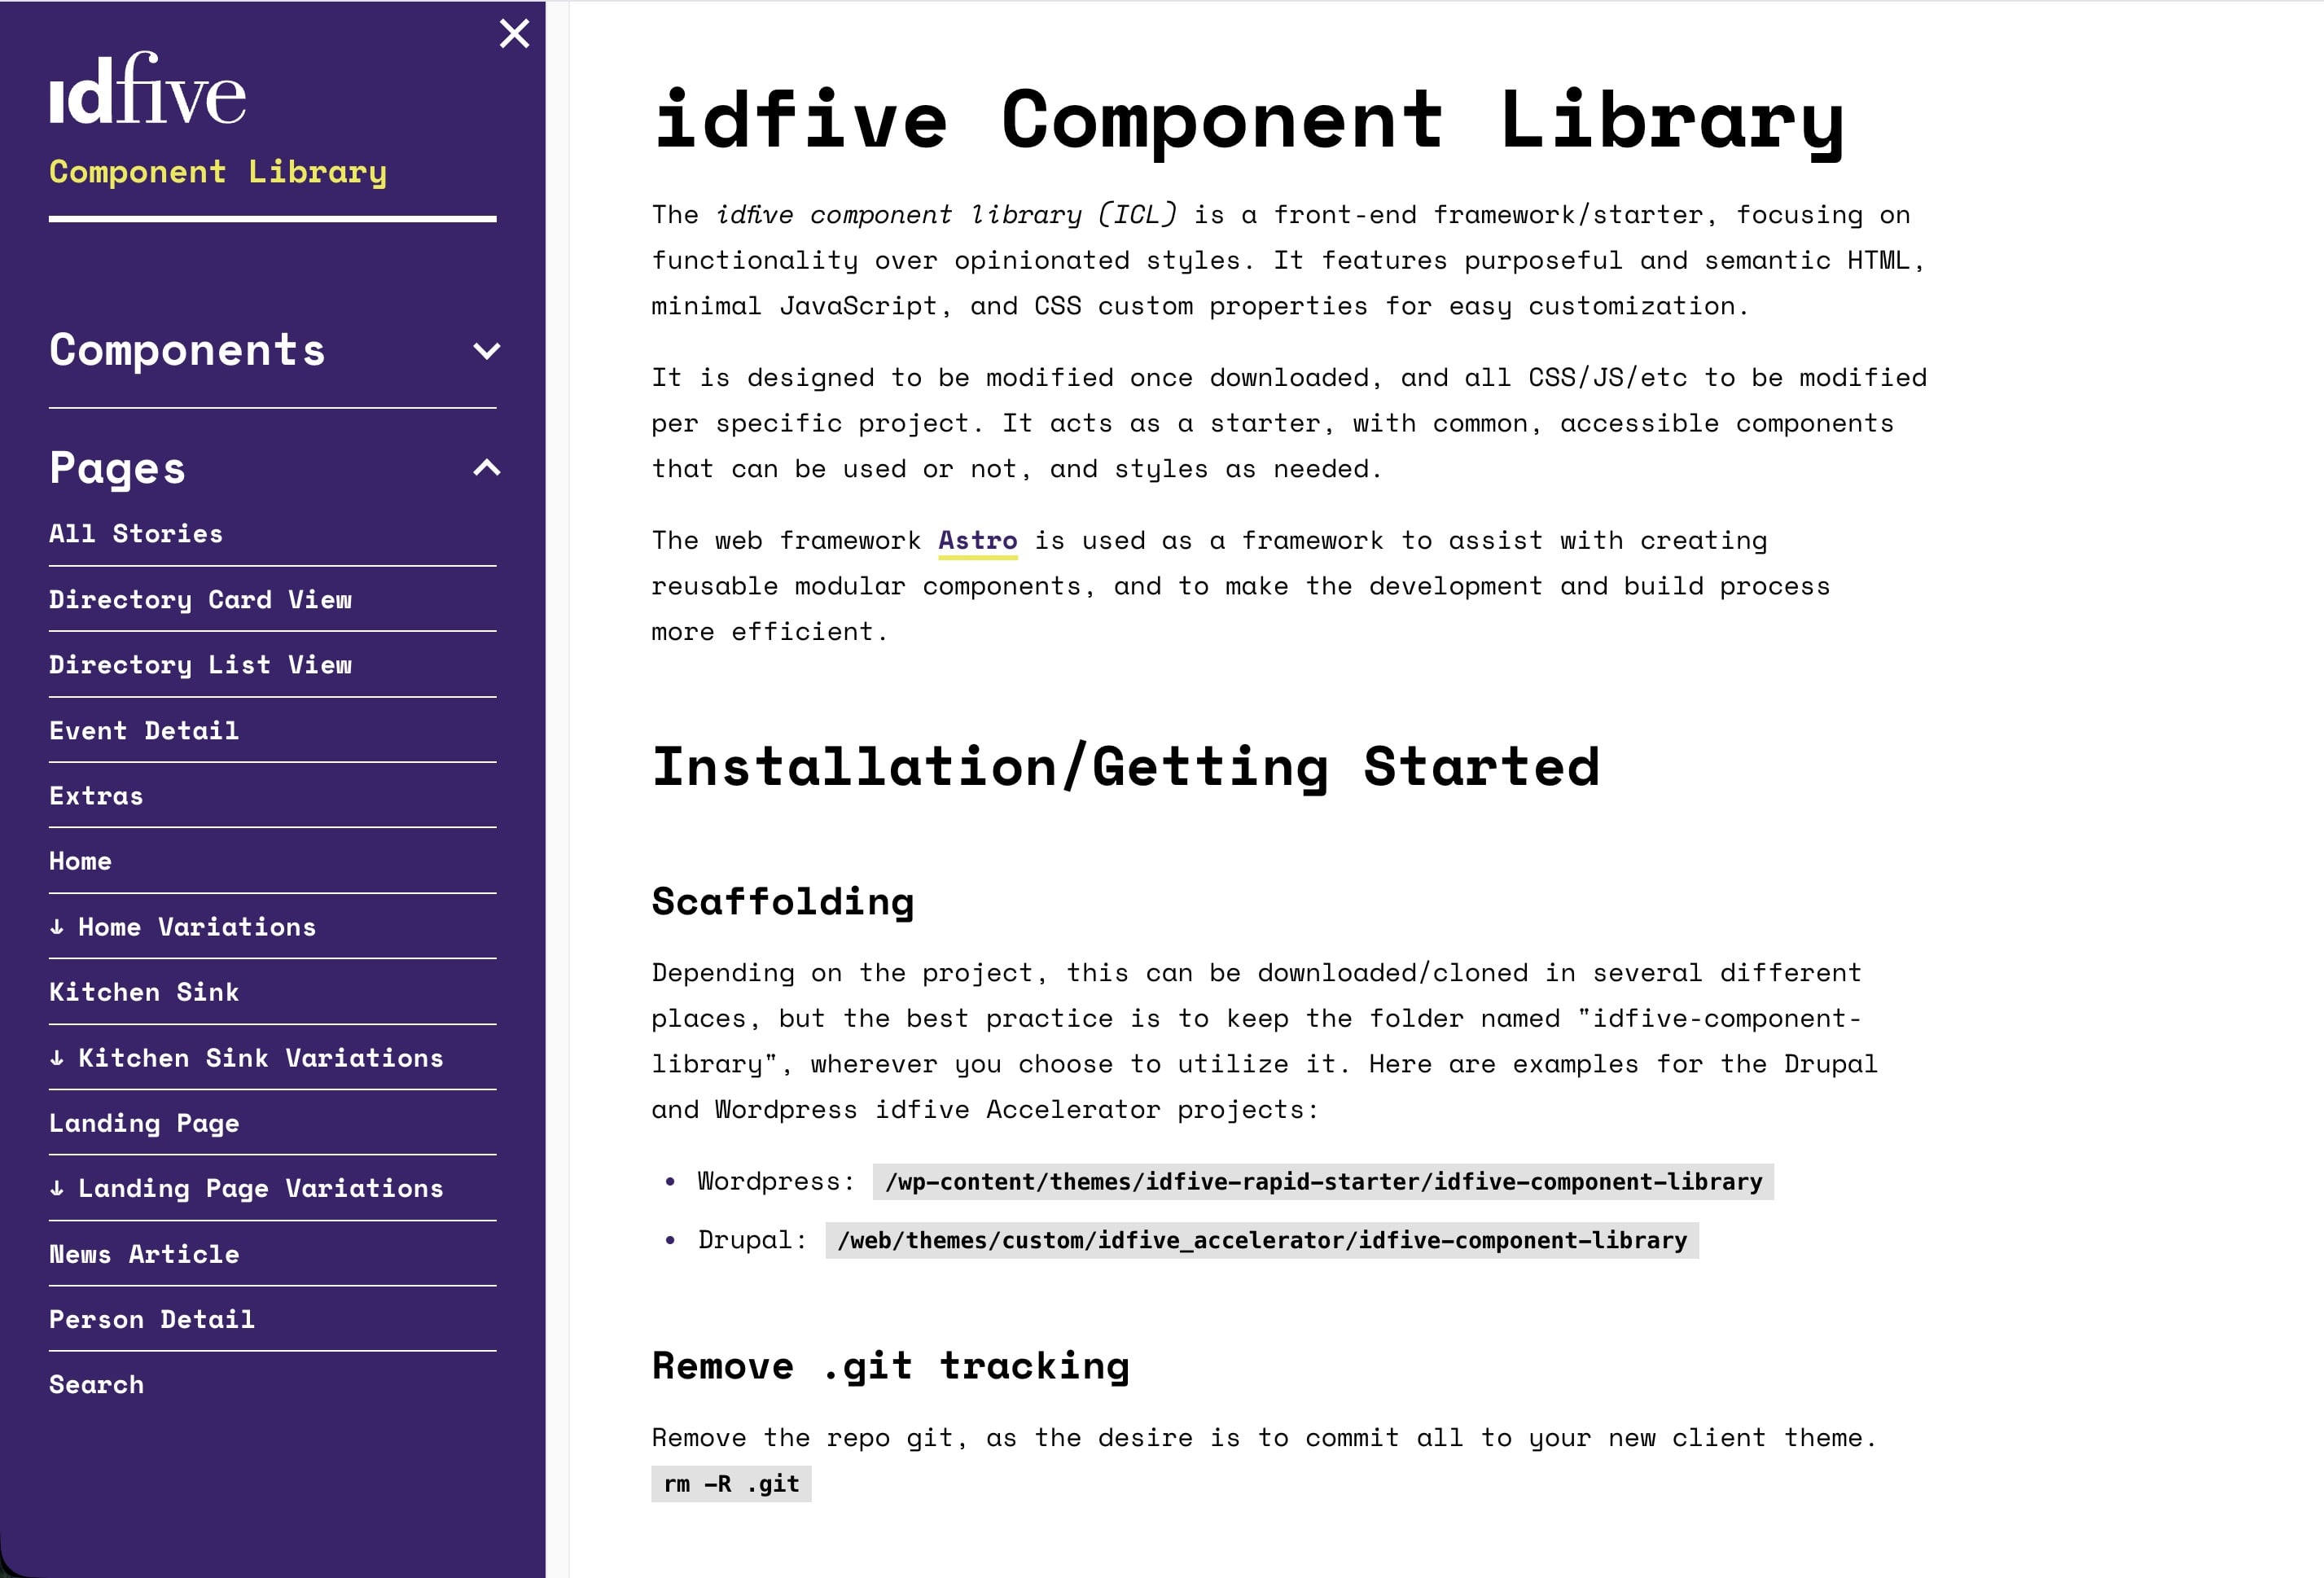 idfive
Component Library
Components
Pages
All Stories
Directory Card View
Directory List View
Event Detail
Extras
Home
↓ Home Variations
Kitchen Sink
↓ Kitchen Sink Variations
Landing Page
↓ Landing Page Variations
News Article
Person Detail
Search
idfive Component Library
The idfive component library (ICL) is a front-end framework/starter, focusing on
functionality over opinionated styles. It features purposeful and semantic HTML,
minimal JavaScript, and CSS custom properties for easy customization.
It is designed to be modified once downloaded, and all CSS/JS/etc to be modified
per specific project. It acts as a starter, with common, accessible components
that can be used or not, and styles as needed.
The web framework Astro is used as a framework to assist with creating
reusable modular components, and to make the development and build process
more efficient.
Installation/Getting Started
Scaffolding
Depending on the project, this can be downloaded/cloned in several different
places, but the best practice is to keep the folder named "idfive-component-
library", wherever you choose to utilize it. Here are examples for the Drupal
and Wordpress idfive Accelerator projects:
• Wordpress: /wp-content/themes/idfive-rapid-starter/idfive-component-library
• Drupal: /web/themes/custom/idfive_accelerator/idfive-component-library
Remove .git tracking
Remove the repo git, as the desire is to commit all to your new client theme.
rm -R .git